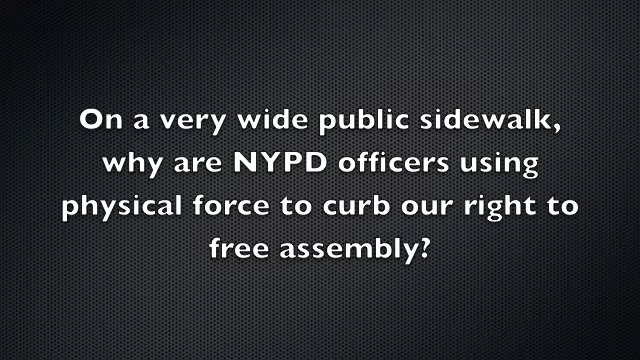 On a very wide public sidewalk,
why are NYPD officers using
physical force to curb our right to
free assembly?